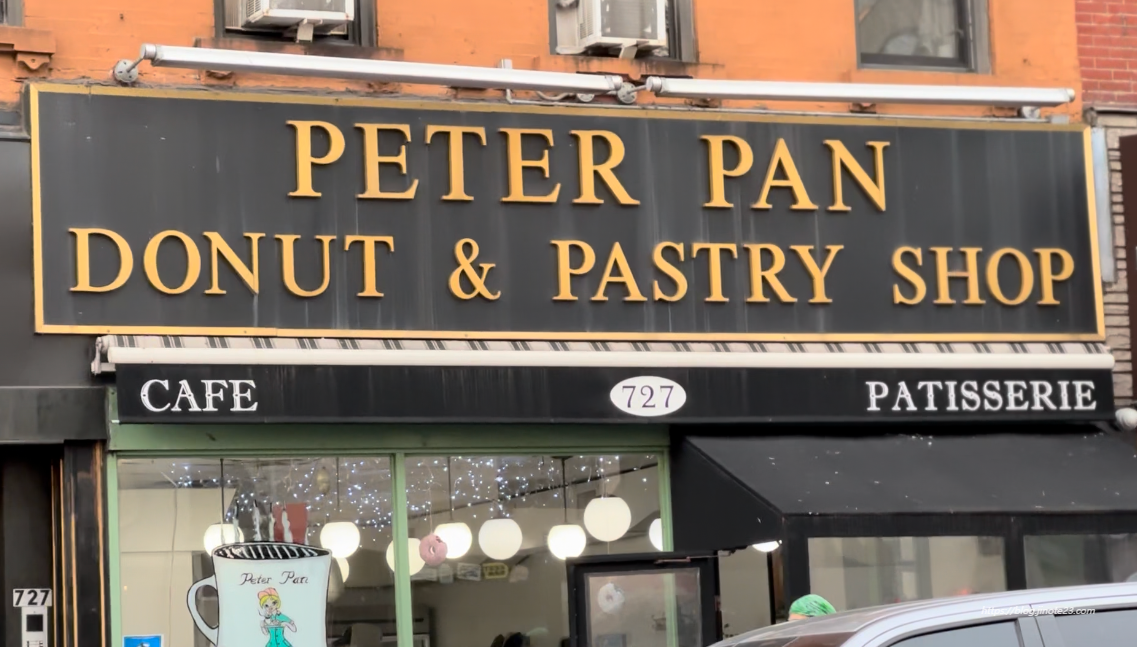 PETER PAN
DONUT & PASTRY SHOP
CAFE
727
PATISSERIE
Peter Pan
727